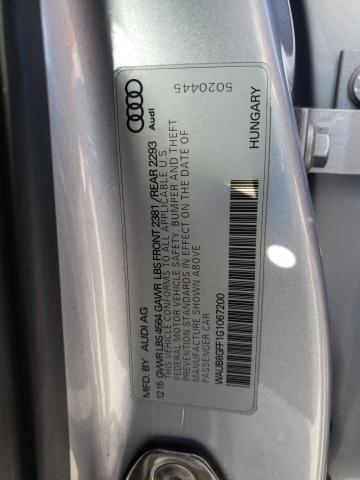 Audi
5020445
MFD. BY AUDI AG
12 15 GVWR LBS 4564 GAWR LBS FRONT 2381 /REAR 2293
THIS VEHICLE CONFORMS TO ALL APPLICABLE U.S.
FEDERAL MOTOR VEHICLE SAFETY, BUMPER AND THEFT
PREVENTION STANDARDS IN EFFECT ON THE DATE OF
MANUFACTURE SHOWN ABOVE
PASSENGER CAR
WAUB8GFF1G1067200
HUNGARY